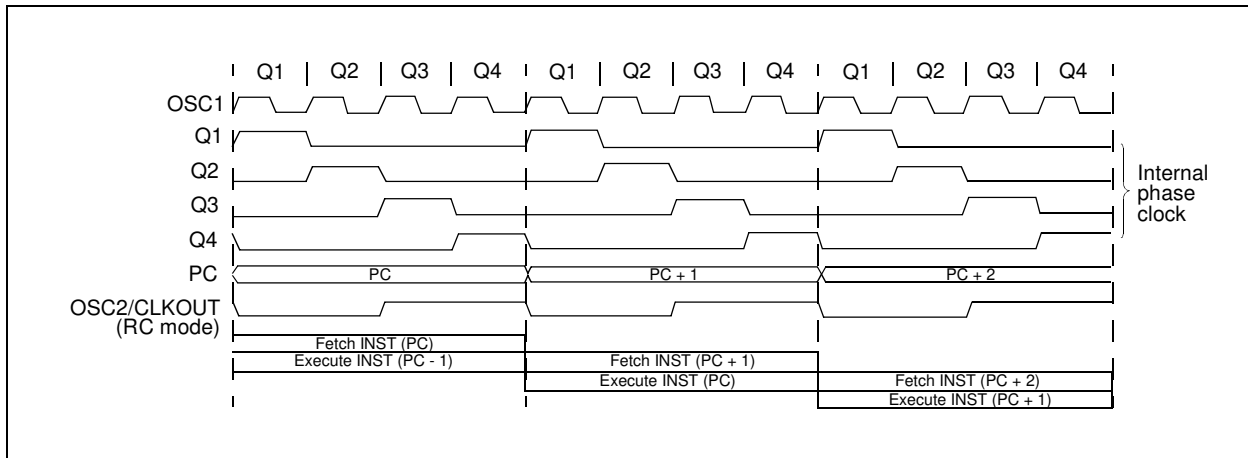 Q1 Q2 Q3 Q4 Q1 Q2 Q3 Q4 Q1 Q2 Q3 Q4
OSC1
Q1
Q2
Q3
Q4
Internal
phase
clock
PC PC PC + 1 PC + 2
OSC2/CLKOUT
(RC mode)
Fetch INST (PC)
Execute INST (PC - 1) Fetch INST (PC + 1)
Execute INST (PC) Fetch INST (PC + 2)
Execute INST (PC + 1)